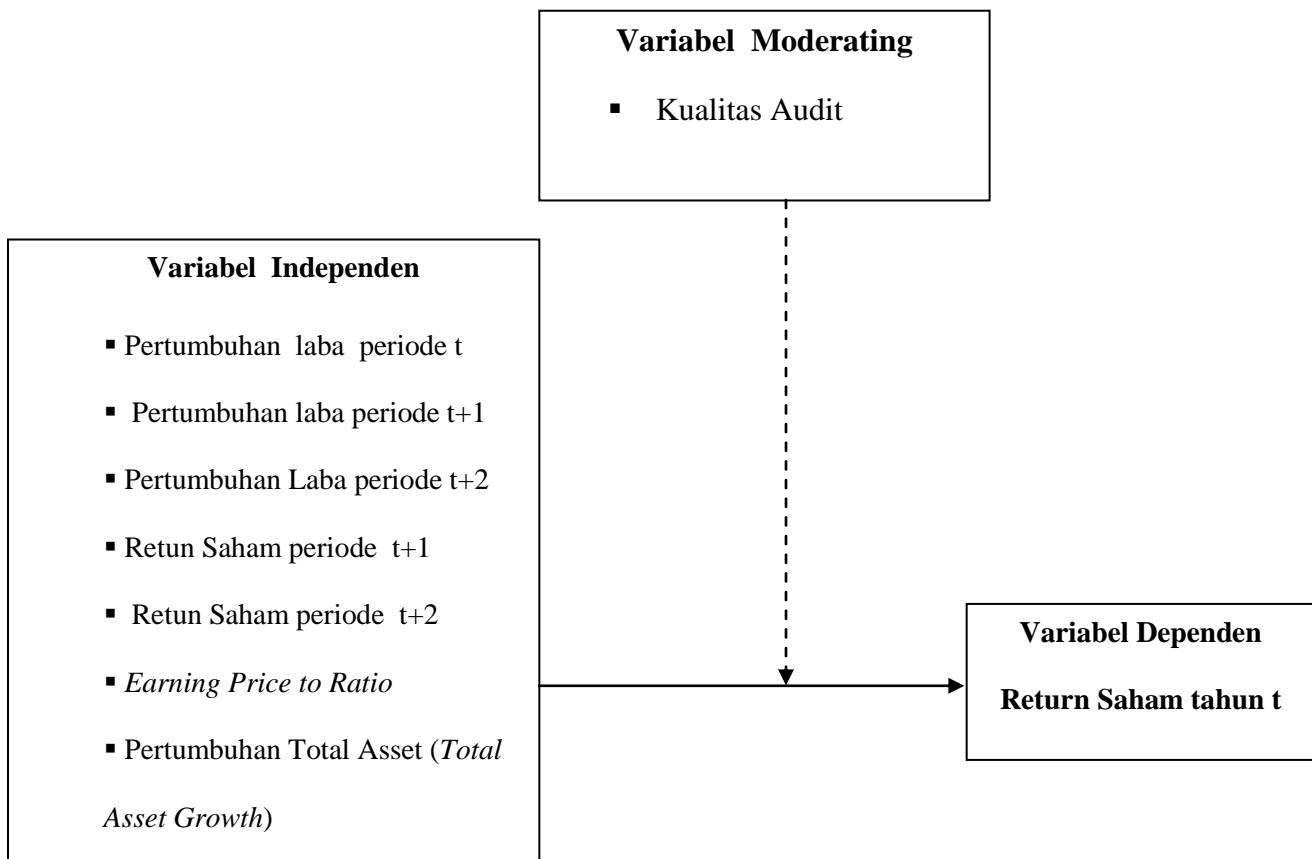 Variabel Moderating
▪ Kualitas Audit
Variabel Independen
▪ Pertumbuhan laba periode t
▪ Pertumbuhan laba periode t+1
▪ Pertumbuhan Laba periode t+2
▪ Retun Saham periode t+1
▪ Retun Saham periode t+2
▪ Earning Price to Ratio
▪ Pertumbuhan Total Asset (Total
Asset Growth)
Variabel Dependen
Return Saham tahun t